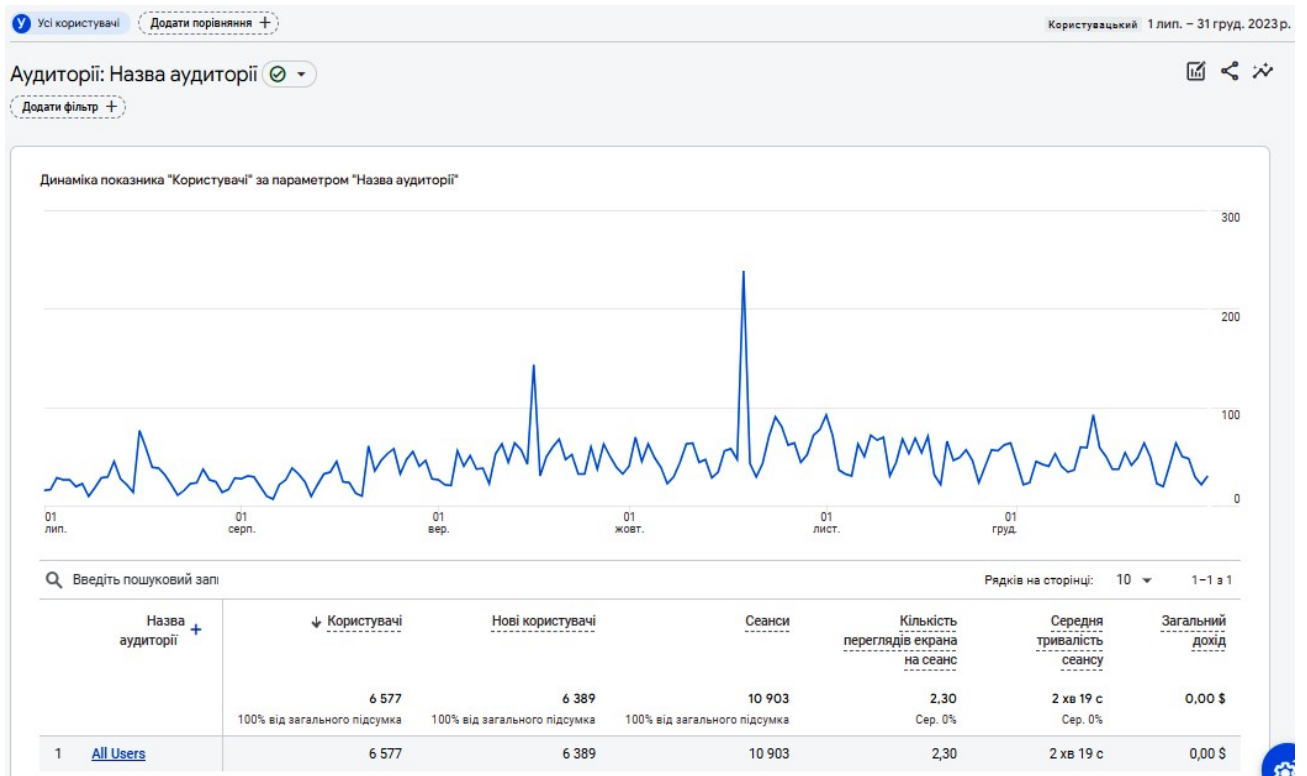 У Усі користувачі Додати порівняння + Користувацький 1 лип. – 31 груд. 2023 р.
Аудиторії: Назва аудиторії
Додати фільтр +
Динаміка показника "Користувачі" за параметром "Назва аудиторії"
300
200
100
0
01 01 01 01 01 01
лип. серп. вер. жовт. лист. груд.
Введіть пошуковий запи Рядків на сторінці: 10 1–1 з 1
Назва + Користувачі Нові користувачі Сеанси Кількість Середня Загальний
аудиторії переглядів екрана тривалість дохід
на сеанс сеансу
6 577 6 389 10 903 2,30 2 хв 19 с 0,00 $
100% від загального підсумка 100% від загального підсумка 100% від загального підсумка Сер. 0% Сер. 0%
1 All Users 6 577 6 389 10 903 2,30 2 хв 19 с 0,00 $